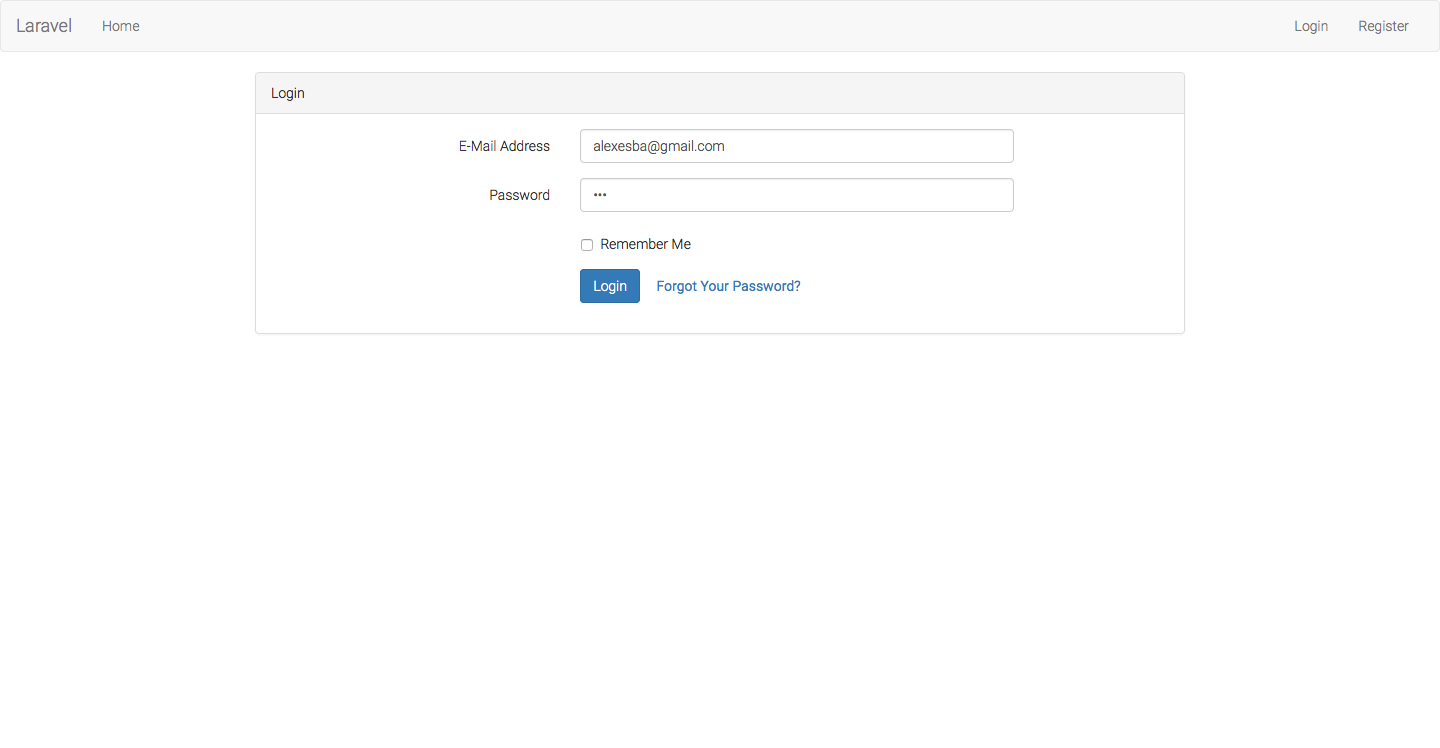 Laravel Home Login Register
Login
E-Mail Address alexesba@gmail.com
Password •••
Remember Me
Login Forgot Your Password?